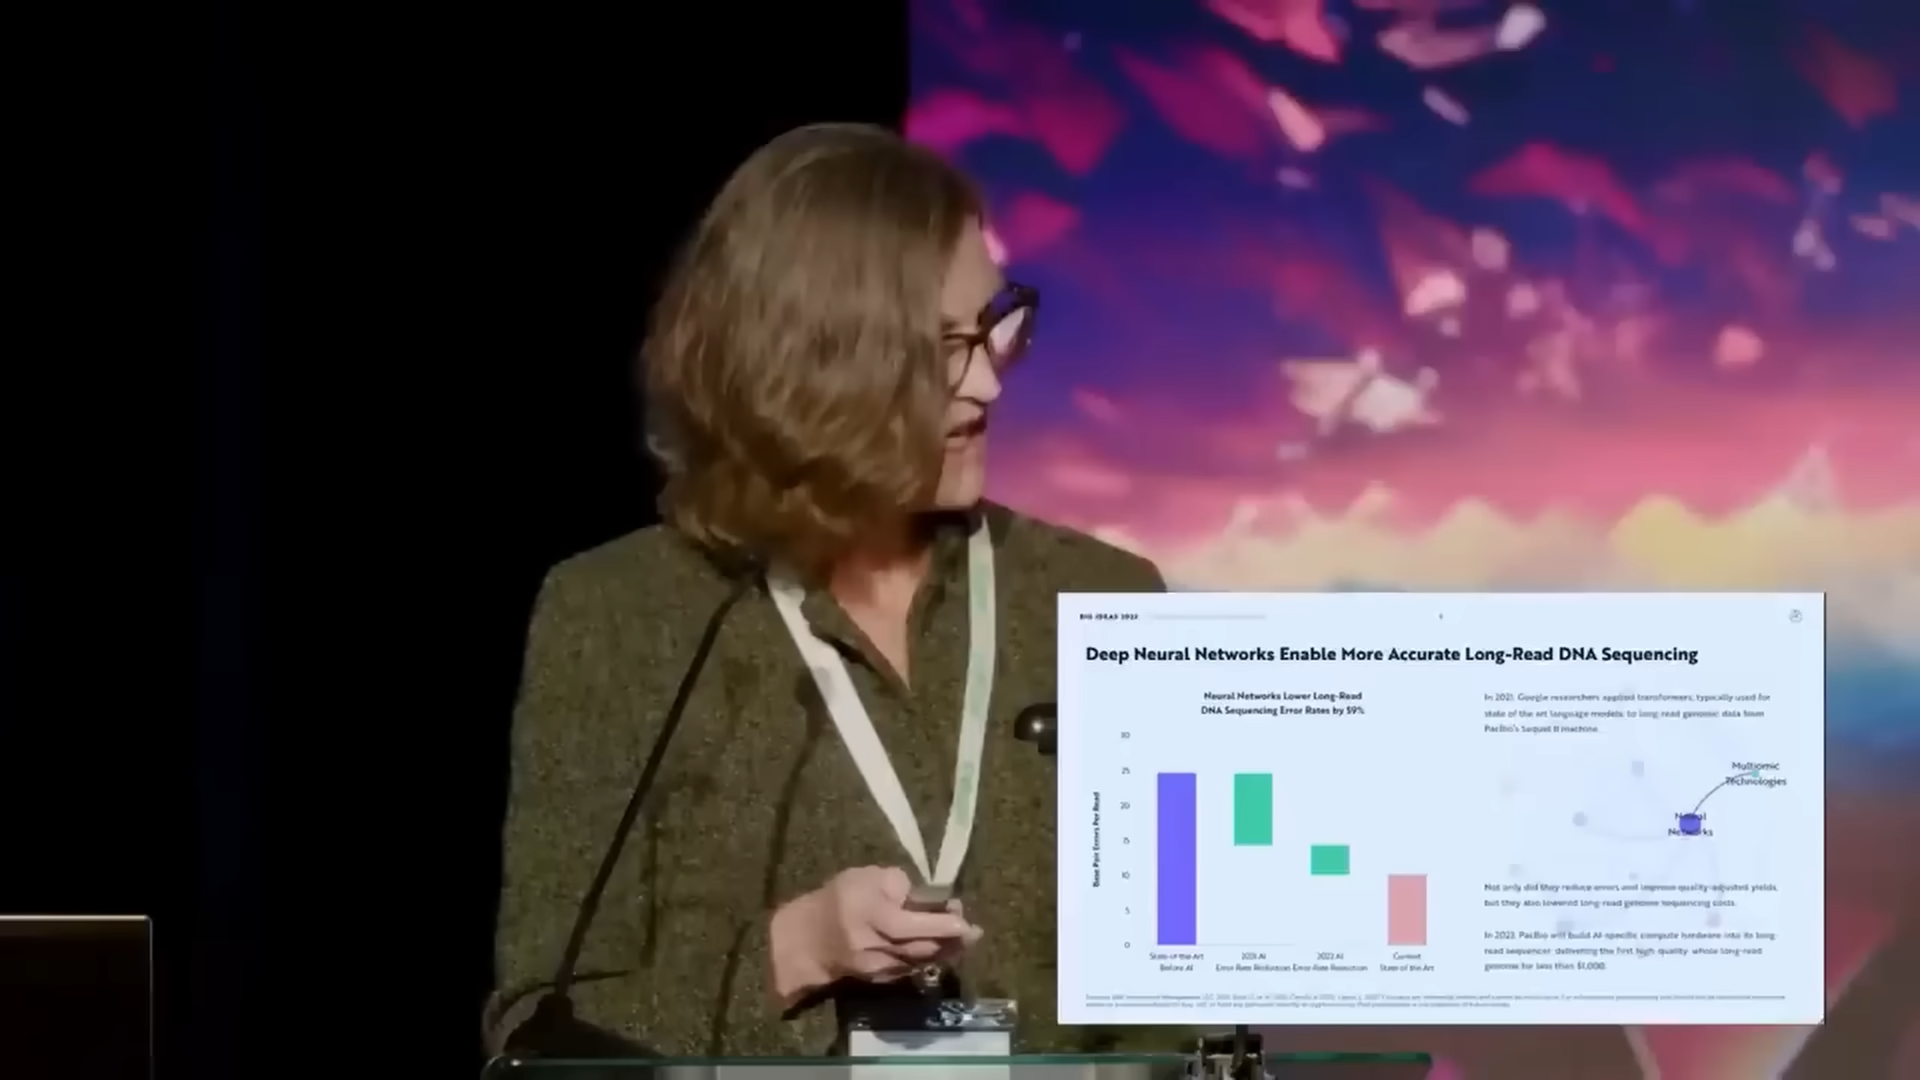 BIG IDEAS 2023
Deep Neural Networks Enable More Accurate Long-Read DNA Sequencing
Neural Networks Lower Long-Read
DNA Sequencing Error Rates by 59%
Base Pair Errors Per Read
30
25
20
15
10
5
0
State-of-the-Art
Before AI
2021 AI
Error-Rate Reduction
2022 AI
Error-Rate Reduction
Current
State of the Art
In 2021, Google researchers applied transformers, typically used for
state of the art language models, to long-read genomic data from
PacBio's Sequel II machine.
Multiomic
Technologies
Neural
Networks
Not only did they reduce errors and improve quality-adjusted yields,
but they also lowered long-read genome sequencing costs.
In 2023, PacBio will build AI-specific compute hardware into its long-
read sequencer, delivering the first high-quality, whole long-read
genome for less than $1,000.